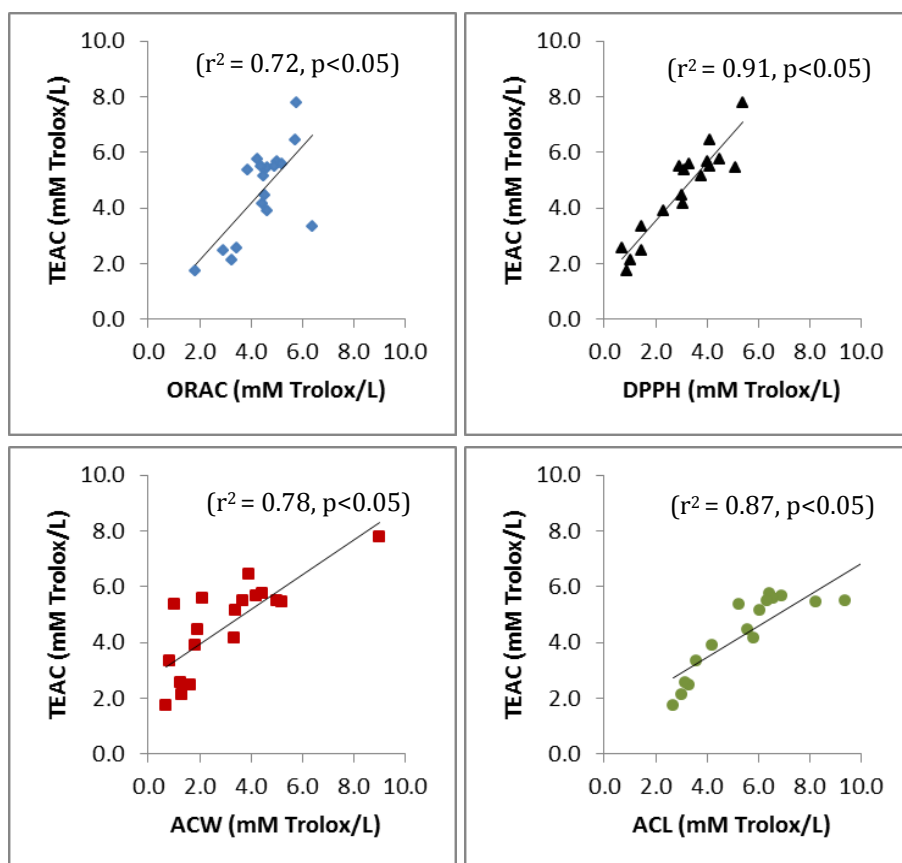 10.0
8.0
6.0
4.0
2.0
0.0
TEAC (mM Trolox/L)
(r² = 0.72, p<0.05)
0.0 2.0 4.0 6.0 8.0 10.0
ORAC (mM Trolox/L)
10.0
8.0
6.0
4.0
2.0
0.0
TEAC (mM Trolox/L)
(r² = 0.91, p<0.05)
0.0 2.0 4.0 6.0 8.0 10.0
DPPH (mM Trolox/L)
10.0
8.0
6.0
4.0
2.0
0.0
TEAC (mM Trolox/L)
(r² = 0.78, p<0.05)
0.0 2.0 4.0 6.0 8.0 10.0
ACW (mM Trolox/L)
10.0
8.0
6.0
4.0
2.0
0.0
TEAC (mM Trolox/L)
(r² = 0.87, p<0.05)
0.0 2.0 4.0 6.0 8.0 10.0
ACL (mM Trolox/L)